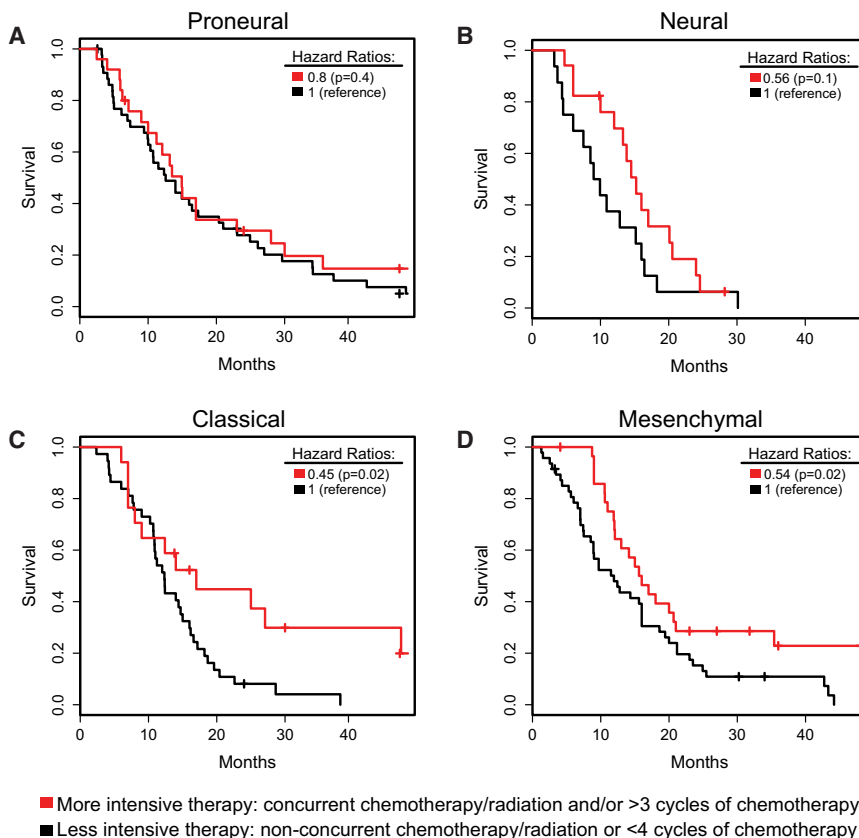 A
Proneural
Hazard Ratios:
0.8 (p=0.4)
1 (reference)
Survival
1.0
0.8
0.6
0.4
0.2
0.0
0 10 20 30 40
Months
B
Neural
Hazard Ratios:
0.56 (p=0.1)
1 (reference)
Survival
1.0
0.8
0.6
0.4
0.2
0.0
0 10 20 30 40
Months
C
Classical
Hazard Ratios:
0.45 (p=0.02)
1 (reference)
Survival
1.0
0.8
0.6
0.4
0.2
0.0
0 10 20 30 40
Months
D
Mesenchymal
Hazard Ratios:
0.54 (p=0.02)
1 (reference)
Survival
1.0
0.8
0.6
0.4
0.2
0.0
0 10 20 30 40
Months
More intensive therapy: concurrent chemotherapy/radiation and/or >3 cycles of chemotherapy
Less intensive therapy: non-concurrent chemotherapy/radiation or <4 cycles of chemotherapy